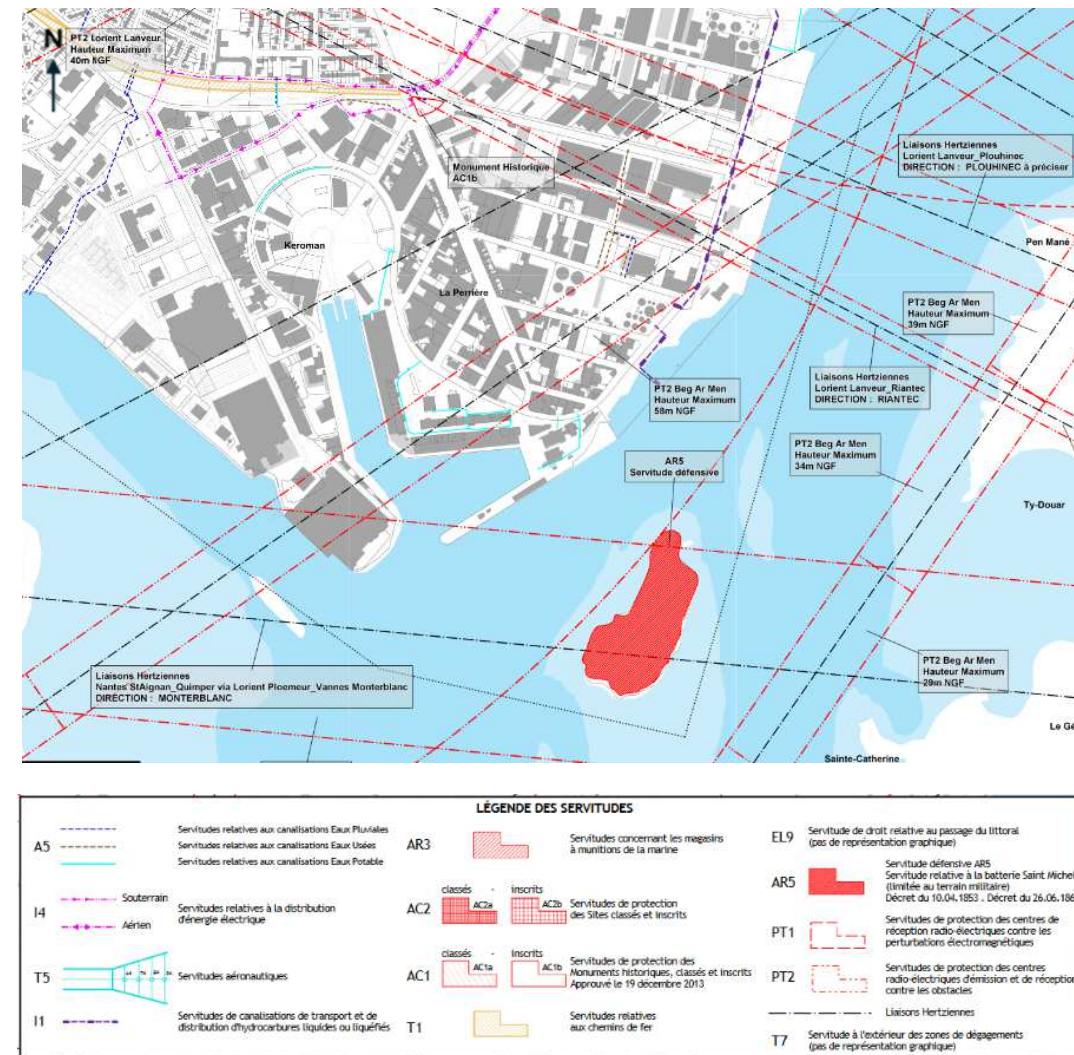 N
PT2 Lorient Lanveur
Hauteur Maximum
40m NGF
Monument Historique
AC1b
Liaisons Hertziennes
Lorient Lanveur_Plouhinec
DIRECTION : PLOUHINEC à préciser
Keroman
Pen Mané
La Perrière
PT2 Beg Ar Men
Hauteur Maximum
39m NGF
Liaisons Hertziennes
Lorient Lanveur_Riantec
DIRECTION : RIANTEC
PT2 Beg Ar Men
Hauteur Maximum
58m NGF
PT2 Beg Ar Men
Hauteur Maximum
34m NGF
AR5
Servitude défensive
Ty-Douar
PT2 Beg Ar Men
Hauteur Maximum
29m NGF
Liaisons Hertziennes
Nantes StAignan_Quimper via Lorient Ploemeur_Vannes Monterblanc
DIRECTION : MONTERBLANC
Le Gé
Sainte-Catherine
LÉGENDE DES SERVITUDES
A5
Servitudes relatives aux canalisations Eaux Pluviales
Servitudes relatives aux canalisations Eaux Usées
Servitudes relatives aux canalisations Eaux Potable
I4
Souterrain
Aérien
Servitudes relatives à la distribution
d'énergie électrique
T5
Servitudes aéronautiques
I1
Servitudes de canalisations de transport et de
distribution d'hydrocarbures liquides ou liquéfiés
AR3
Servitudes concernant les magasins
à munitions de la marine
classés - inscrits
AC2 AC2a AC2b
Servitudes de protection
des Sites classés et inscrits
classés - inscrits
AC1 AC1a AC1b
Servitudes de protection des
Monuments historiques, classés et inscrits
Approuvé le 19 décembre 2013
T1
Servitudes relatives
aux chemins de fer
EL9
Servitude de droit relative au passage du littoral
(pas de représentation graphique)
AR5
Servitude défensive AR5
Servitude relative à la batterie Saint Michel
(limitée au terrain militaire)
Décret du 10.04.1853 . Décret du 26.06.186
PT1
Servitudes de protection des centres de
réception radio-électriques contre les
perturbations électromagnétiques
PT2
Servitudes de protection des centres
radio-électriques d'émission et de réception
contre les obstacles
Liaisons Hertziennes
T7
Servitude à l'extérieur des zones de dégagements
(pas de représentation graphique)